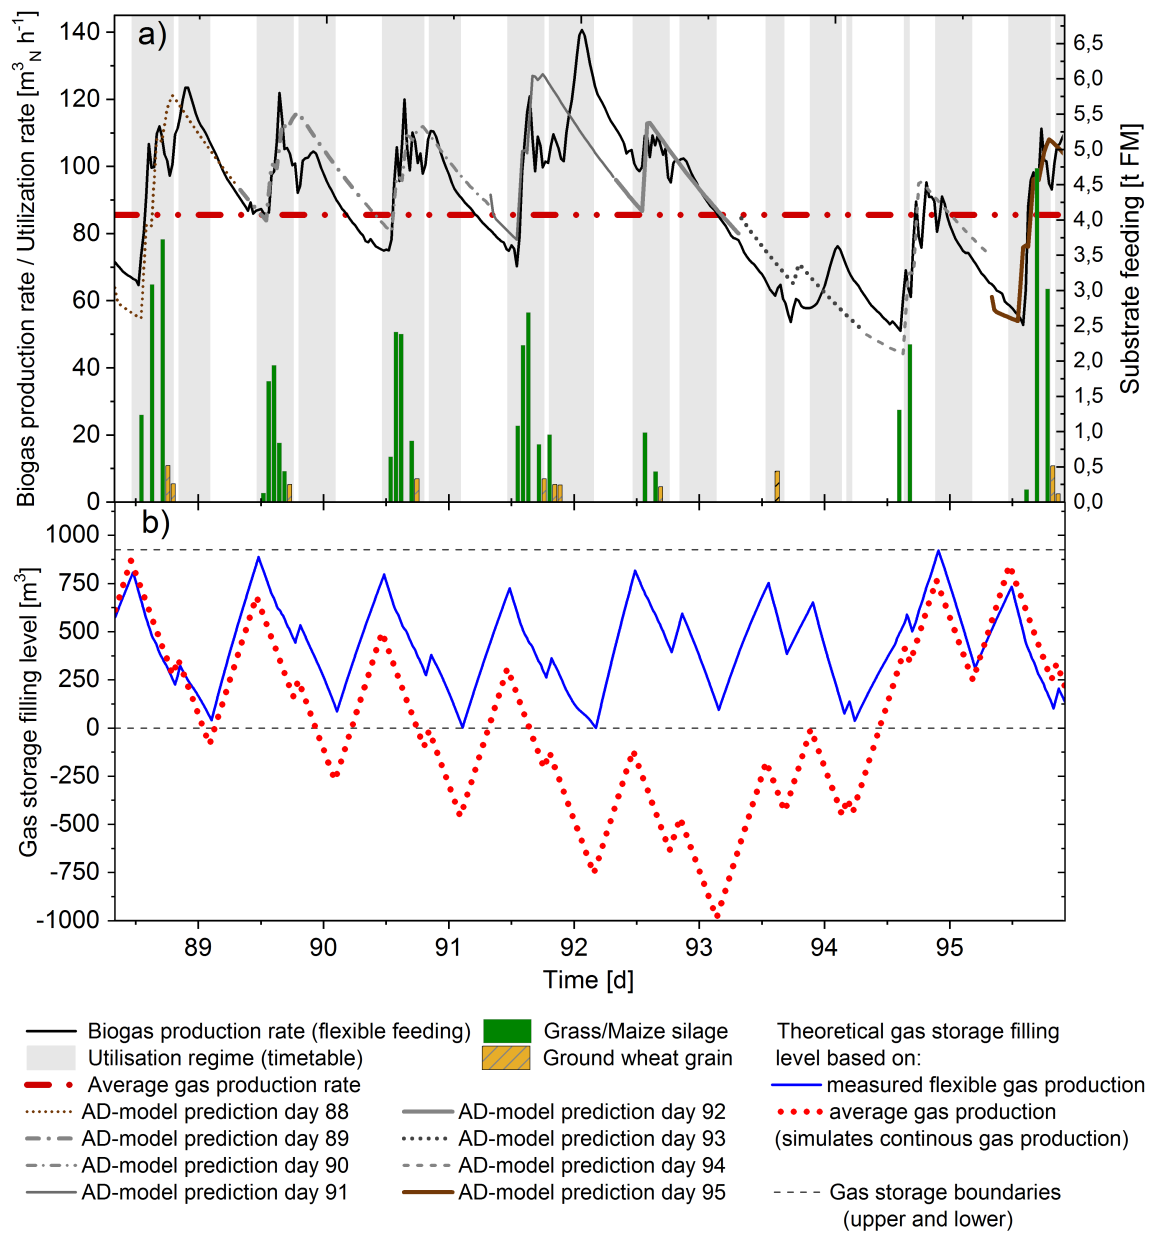 a)
Biogas production rate / Utilization rate [m³N h⁻¹]
140
120
100
80
60
40
20
0
6,5
6,0
5,5
5,0
4,5
4,0
3,5
3,0
2,5
2,0
1,5
1,0
0,5
0,0
Substrate feeding [t FM]
b)
Gas storage filling level [m³]
1000
750
500
250
0
-250
-500
-750
-1000
89 90 91 92 93 94 95
Time [d]
Biogas production rate (flexible feeding)
Utilisation regime (timetable)
Average gas production rate
AD-model prediction day 88
AD-model prediction day 89
AD-model prediction day 90
AD-model prediction day 91
Grass/Maize silage
Ground wheat grain
AD-model prediction day 92
AD-model prediction day 93
AD-model prediction day 94
AD-model prediction day 95
Theoretical gas storage filling
level based on:
measured flexible gas production
average gas production
(simulates continous gas production)
Gas storage boundaries
(upper and lower)